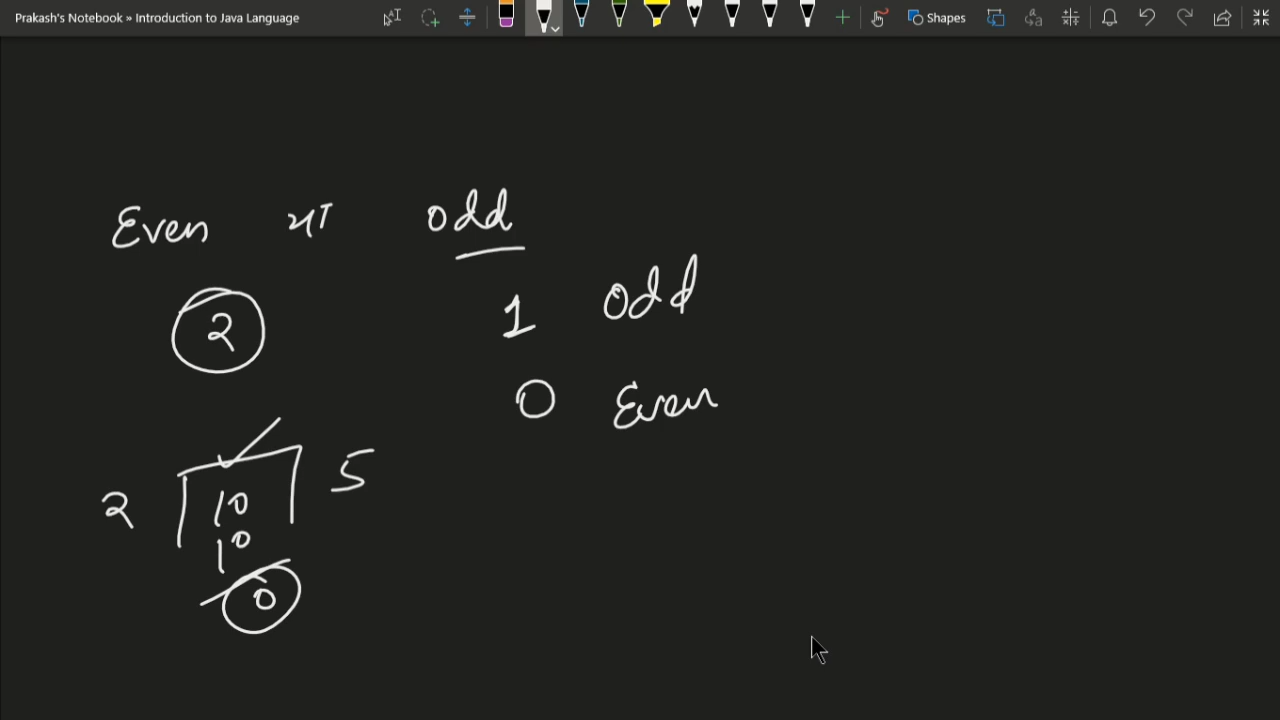 Prakash's Notebook » Introduction to Java Language
Shapes
Even या odd
2
1 Odd
0 Even
2 10 5
10
0